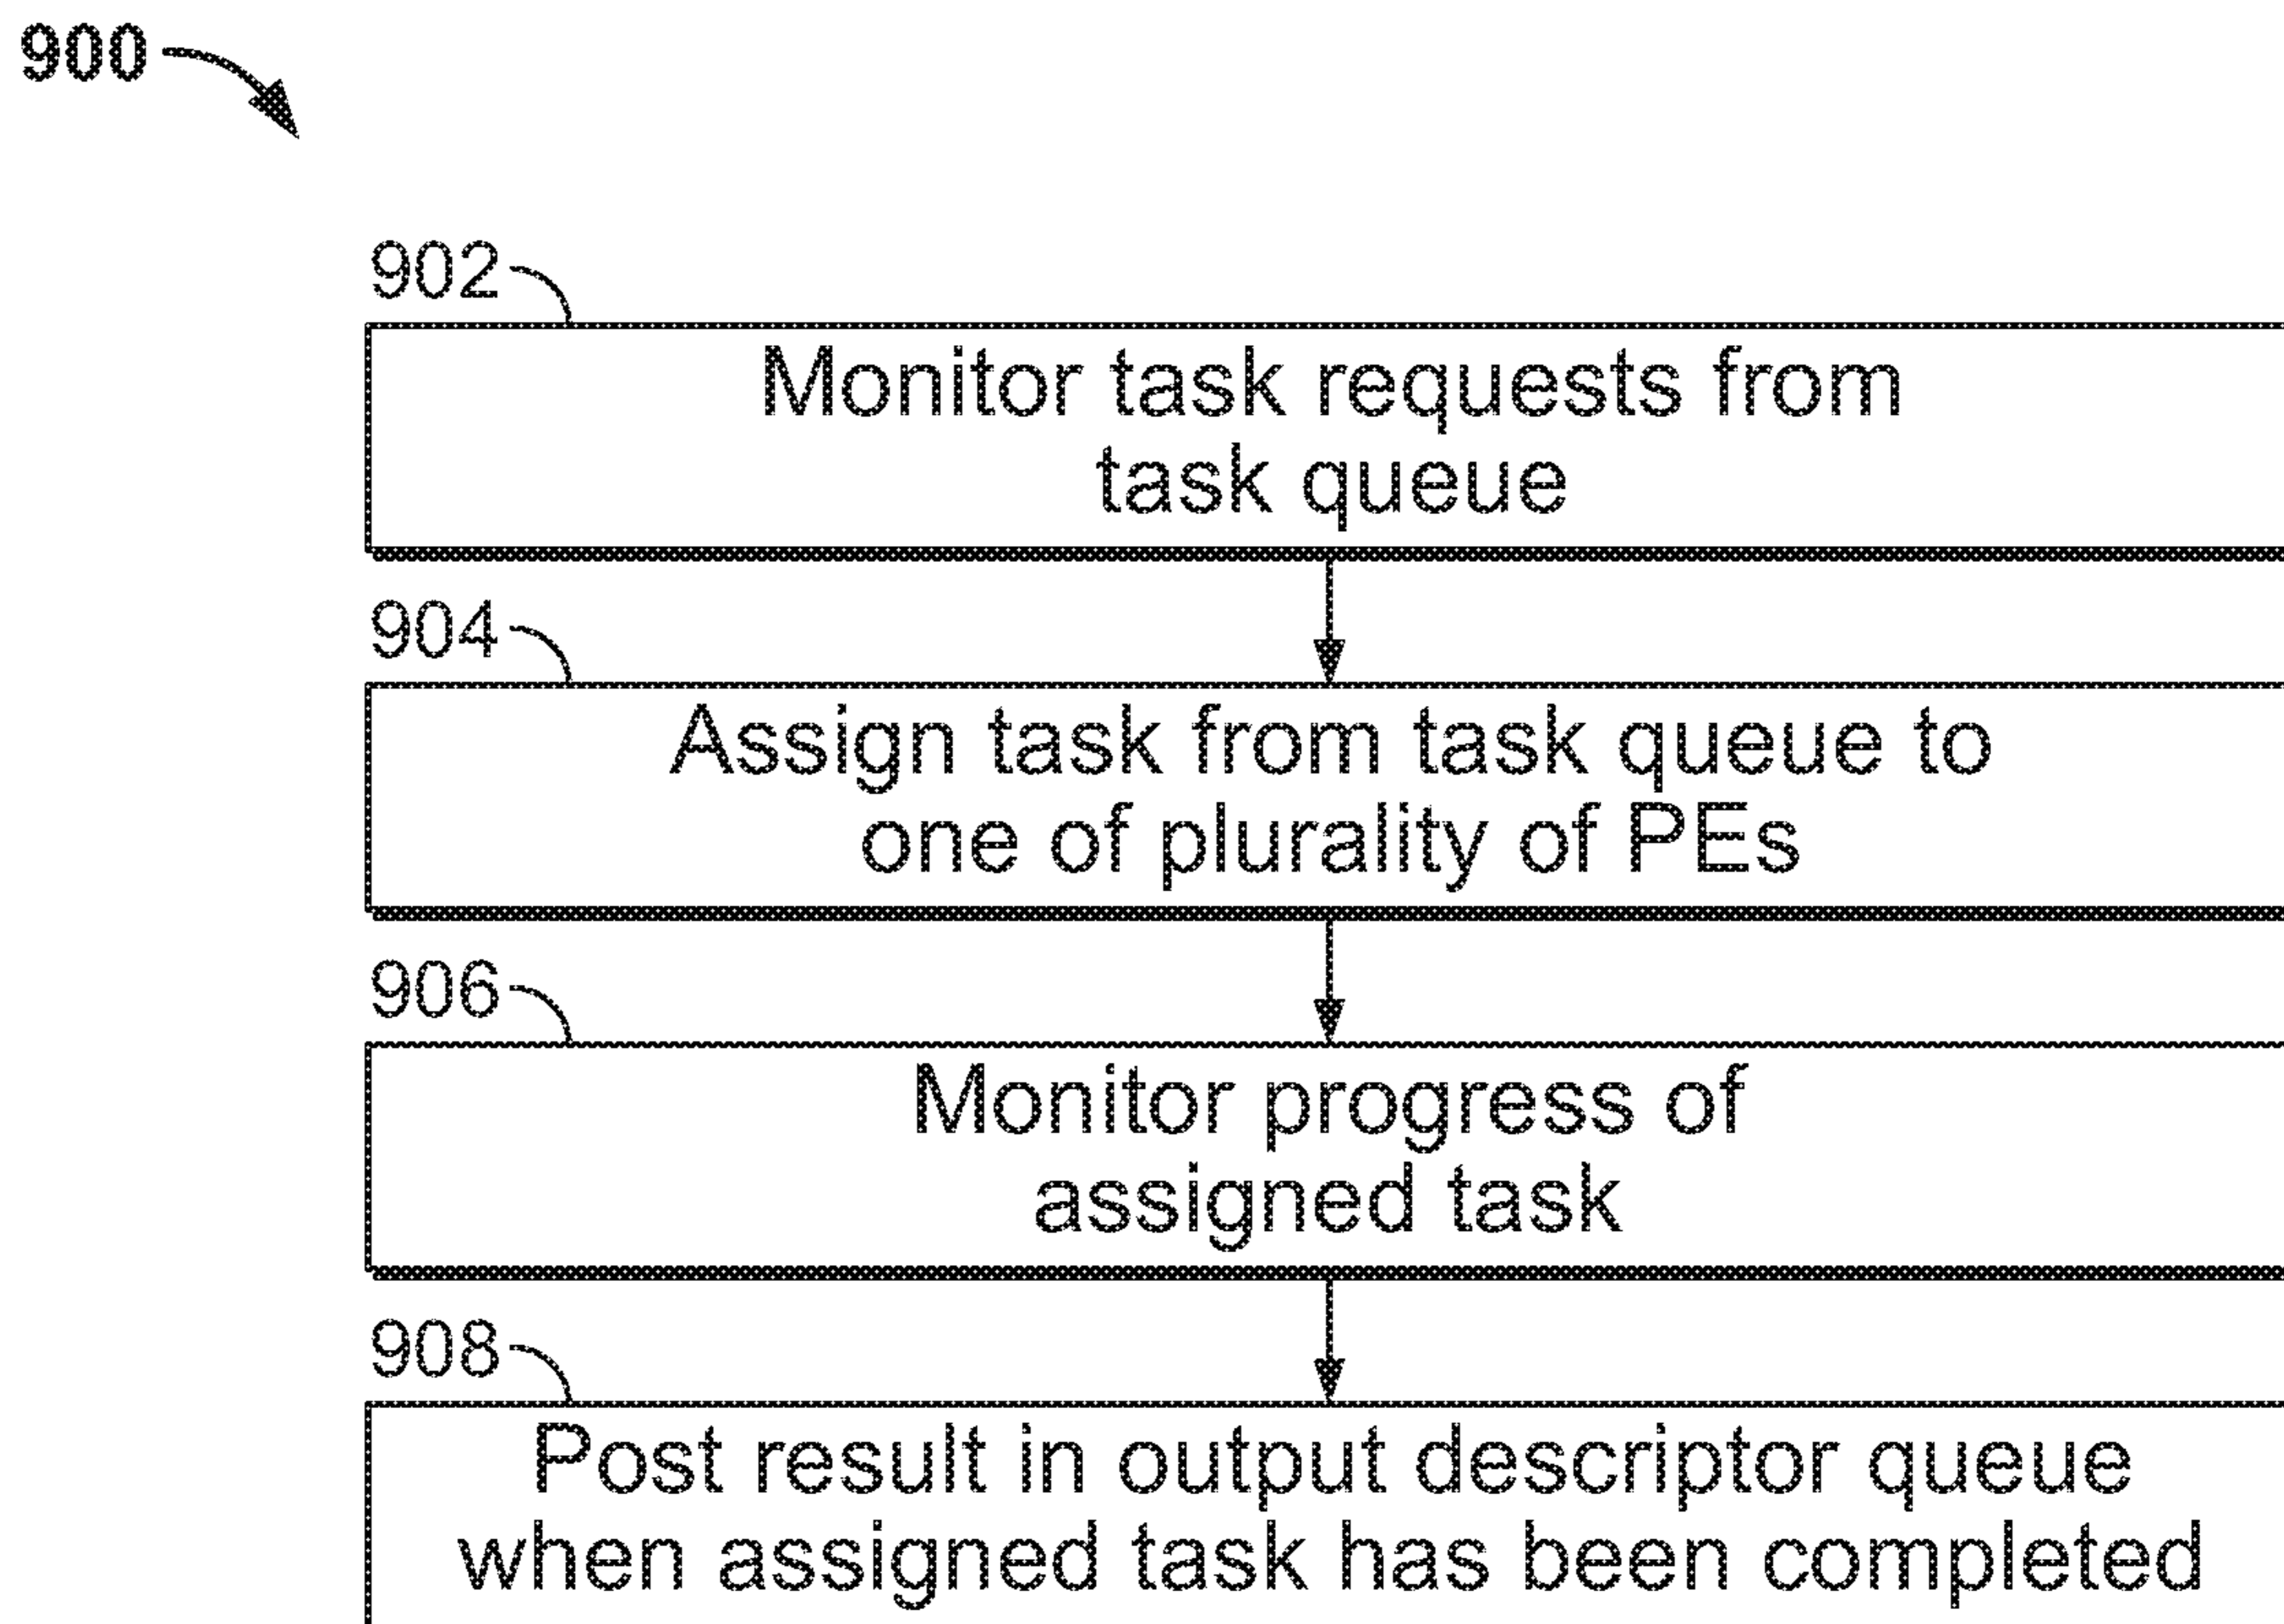 900
902
Monitor task requests from
task queue
904
Assign task from task queue to
one of plurality of PEs
906
Monitor progress of
assigned task
908
Post result in output descriptor queue
when assigned task has been completed